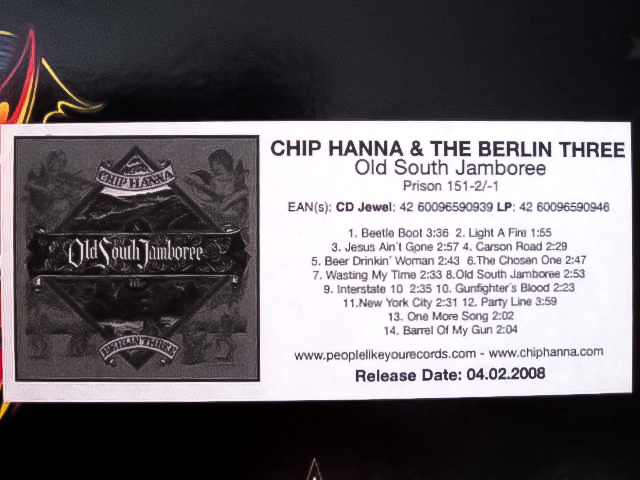 CHIP HANNA
Old South Jamboree
BERLIN THREE
CHIP HANNA & THE BERLIN THREE
Old South Jamboree
Prison 151-2/-1
EAN(s): CD Jewel: 42 60096590939 LP: 42 60096590946
1. Beetle Boot 3:36 2. Light A Fire 1:55
3. Jesus Ain´t Gone 2:57 4. Carson Road 2:29
5. Beer Drinkin´ Woman 2:43 6.The Chosen One 2:47
7. Wasting My Time 2:33 8.Old South Jamboree 2:53
9. Interstate 10 2:35 10. Gunfighter´s Blood 2:23
11.New York City 2:31 12. Party Line 3:59
13. One More Song 2:02
14. Barrel Of My Gun 2:04
www.peoplelikeyourecords.com - www.chiphanna.com
Release Date: 04.02.2008